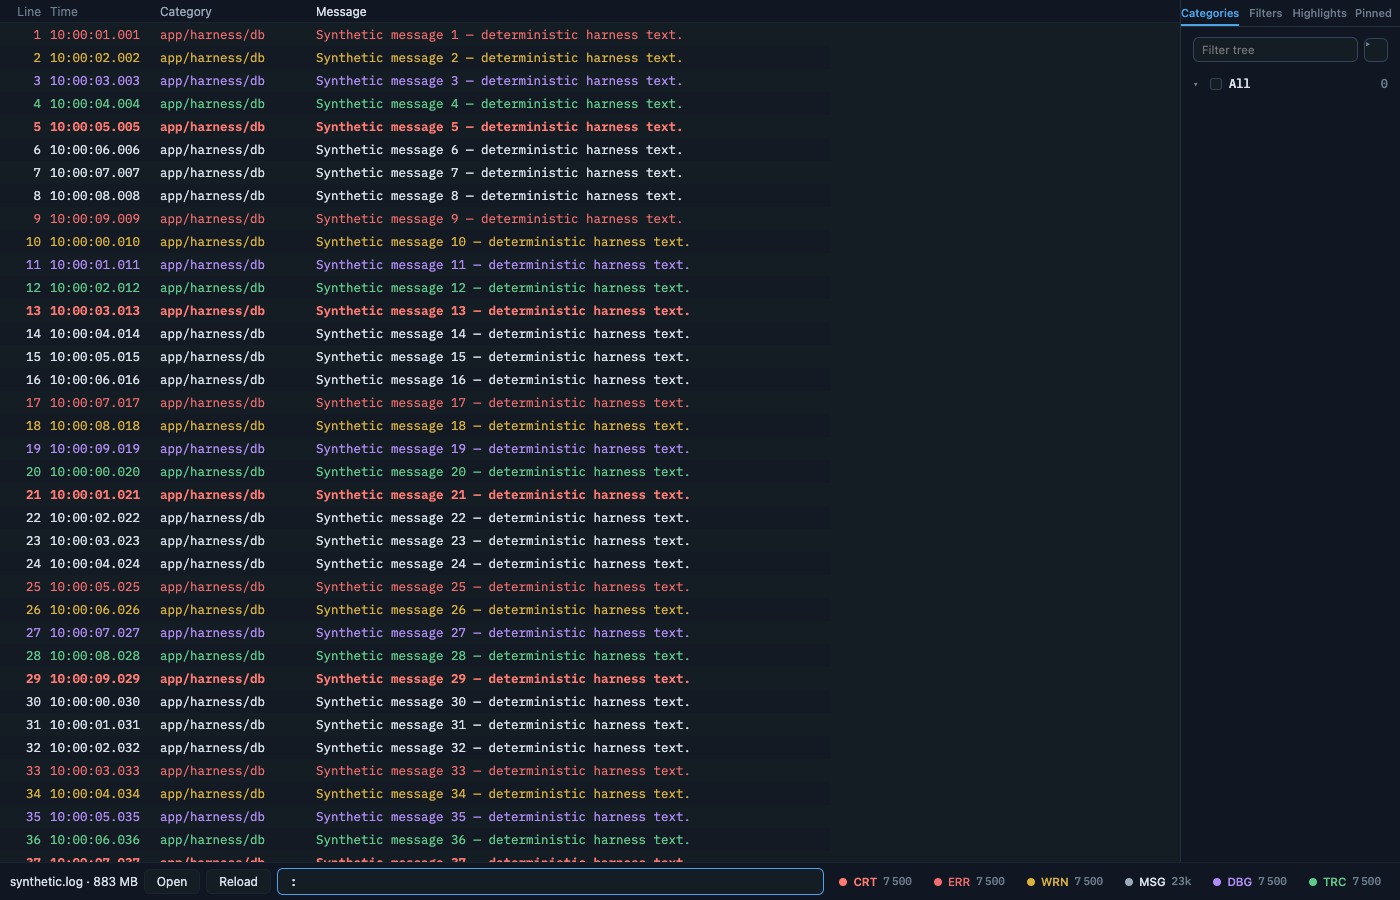 Line Time Category Message
1 10:00:01.001 app/harness/db Synthetic message 1 — deterministic harness text.
2 10:00:02.002 app/harness/db Synthetic message 2 — deterministic harness text.
3 10:00:03.003 app/harness/db Synthetic message 3 — deterministic harness text.
4 10:00:04.004 app/harness/db Synthetic message 4 — deterministic harness text.
5 10:00:05.005 app/harness/db Synthetic message 5 — deterministic harness text.
6 10:00:06.006 app/harness/db Synthetic message 6 — deterministic harness text.
7 10:00:07.007 app/harness/db Synthetic message 7 — deterministic harness text.
8 10:00:08.008 app/harness/db Synthetic message 8 — deterministic harness text.
9 10:00:09.009 app/harness/db Synthetic message 9 — deterministic harness text.
10 10:00:00.010 app/harness/db Synthetic message 10 — deterministic harness text.
11 10:00:01.011 app/harness/db Synthetic message 11 — deterministic harness text.
12 10:00:02.012 app/harness/db Synthetic message 12 — deterministic harness text.
13 10:00:03.013 app/harness/db Synthetic message 13 — deterministic harness text.
14 10:00:04.014 app/harness/db Synthetic message 14 — deterministic harness text.
15 10:00:05.015 app/harness/db Synthetic message 15 — deterministic harness text.
16 10:00:06.016 app/harness/db Synthetic message 16 — deterministic harness text.
17 10:00:07.017 app/harness/db Synthetic message 17 — deterministic harness text.
18 10:00:08.018 app/harness/db Synthetic message 18 — deterministic harness text.
19 10:00:09.019 app/harness/db Synthetic message 19 — deterministic harness text.
20 10:00:00.020 app/harness/db Synthetic message 20 — deterministic harness text.
21 10:00:01.021 app/harness/db Synthetic message 21 — deterministic harness text.
22 10:00:02.022 app/harness/db Synthetic message 22 — deterministic harness text.
23 10:00:03.023 app/harness/db Synthetic message 23 — deterministic harness text.
24 10:00:04.024 app/harness/db Synthetic message 24 — deterministic harness text.
25 10:00:05.025 app/harness/db Synthetic message 25 — deterministic harness text.
26 10:00:06.026 app/harness/db Synthetic message 26 — deterministic harness text.
27 10:00:07.027 app/harness/db Synthetic message 27 — deterministic harness text.
28 10:00:08.028 app/harness/db Synthetic message 28 — deterministic harness text.
29 10:00:09.029 app/harness/db Synthetic message 29 — deterministic harness text.
30 10:00:00.030 app/harness/db Synthetic message 30 — deterministic harness text.
31 10:00:01.031 app/harness/db Synthetic message 31 — deterministic harness text.
32 10:00:02.032 app/harness/db Synthetic message 32 — deterministic harness text.
33 10:00:03.033 app/harness/db Synthetic message 33 — deterministic harness text.
34 10:00:04.034 app/harness/db Synthetic message 34 — deterministic harness text.
35 10:00:05.035 app/harness/db Synthetic message 35 — deterministic harness text.
36 10:00:06.036 app/harness/db Synthetic message 36 — deterministic harness text.
37 10:00:07.037 app/harness/db Synthetic message 37 — deterministic harness text.
Categories Filters Highlights Pinned
Filter tree
All 0
synthetic.log · 883 MB Open Reload : CRT 7 500 ERR 7 500 WRN 7 500 MSG 23k DBG 7 500 TRC 7 500